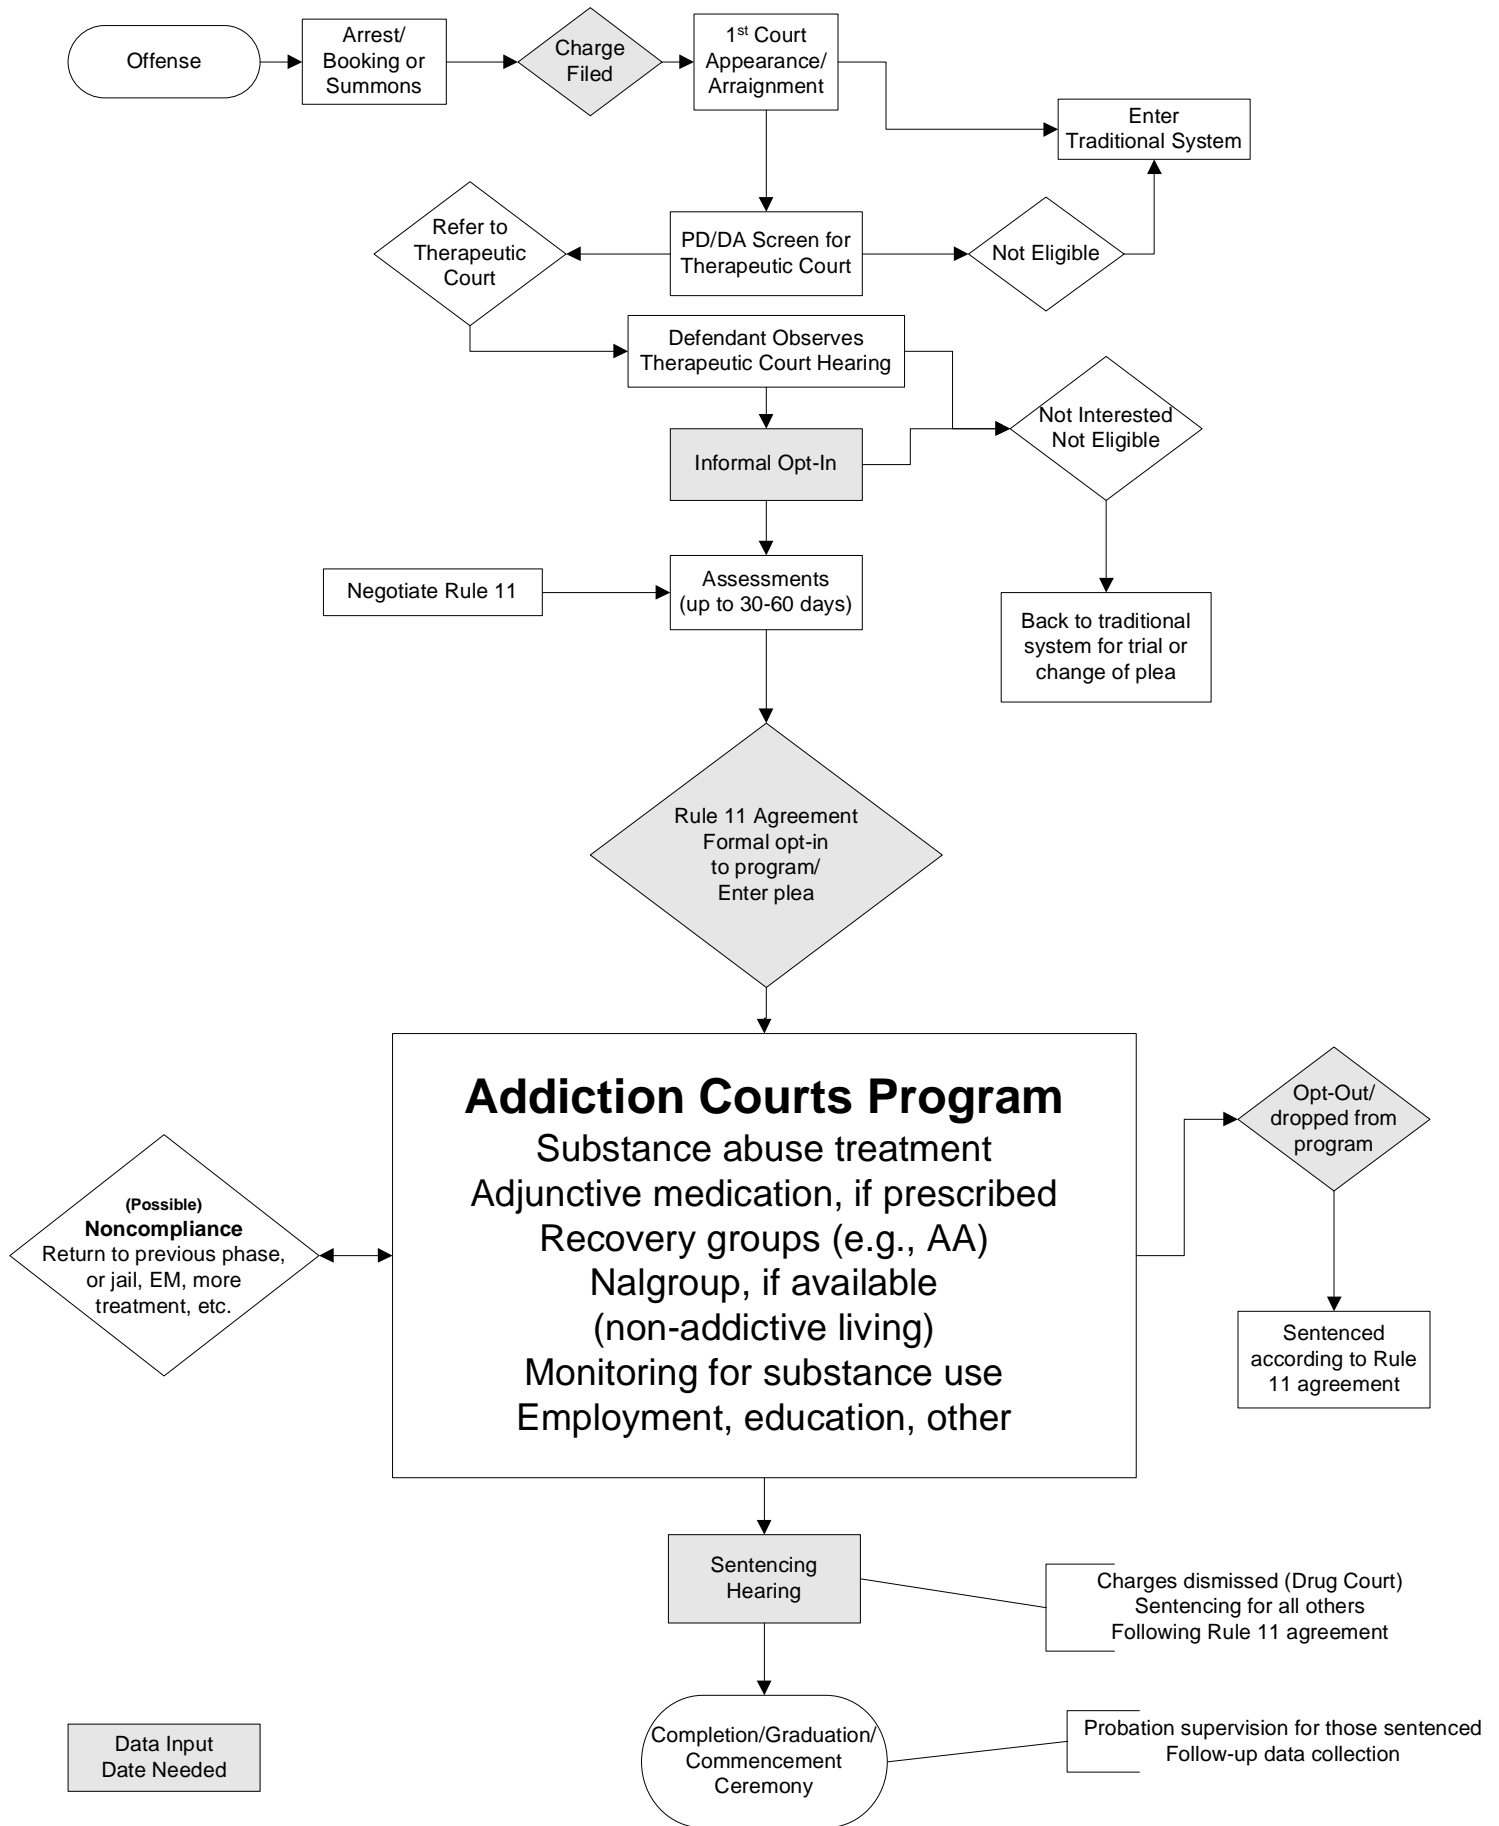 Offense
Arrest/
Booking or
Summons
Charge
Filed
1st Court
Appearance/
Arraignment
Enter
Traditional System
Refer to
Therapeutic
Court
PD/DA Screen for
Therapeutic Court
Not Eligible
Defendant Observes
Therapeutic Court Hearing
Not Interested
Not Eligible
Informal Opt-In
Negotiate Rule 11
Assessments
(up to 30-60 days)
Back to traditional
system for trial or
change of plea
Rule 11 Agreement
Formal opt-in
to program/
Enter plea
Addiction Courts Program
Substance abuse treatment
Adjunctive medication, if prescribed
Recovery groups (e.g., AA)
Nalgroup, if available
(non-addictive living)
Monitoring for substance use
Employment, education, other
Opt-Out/
dropped from
program
(Possible)
Noncompliance
Return to previous phase,
or jail, EM, more
treatment, etc.
Sentenced
according to Rule
11 agreement
Sentencing
Hearing
Charges dismissed (Drug Court)
Sentencing for all others
Following Rule 11 agreement
Completion/Graduation/
Commencement
Ceremony
Probation supervision for those sentenced
Follow-up data collection
Data Input
Date Needed